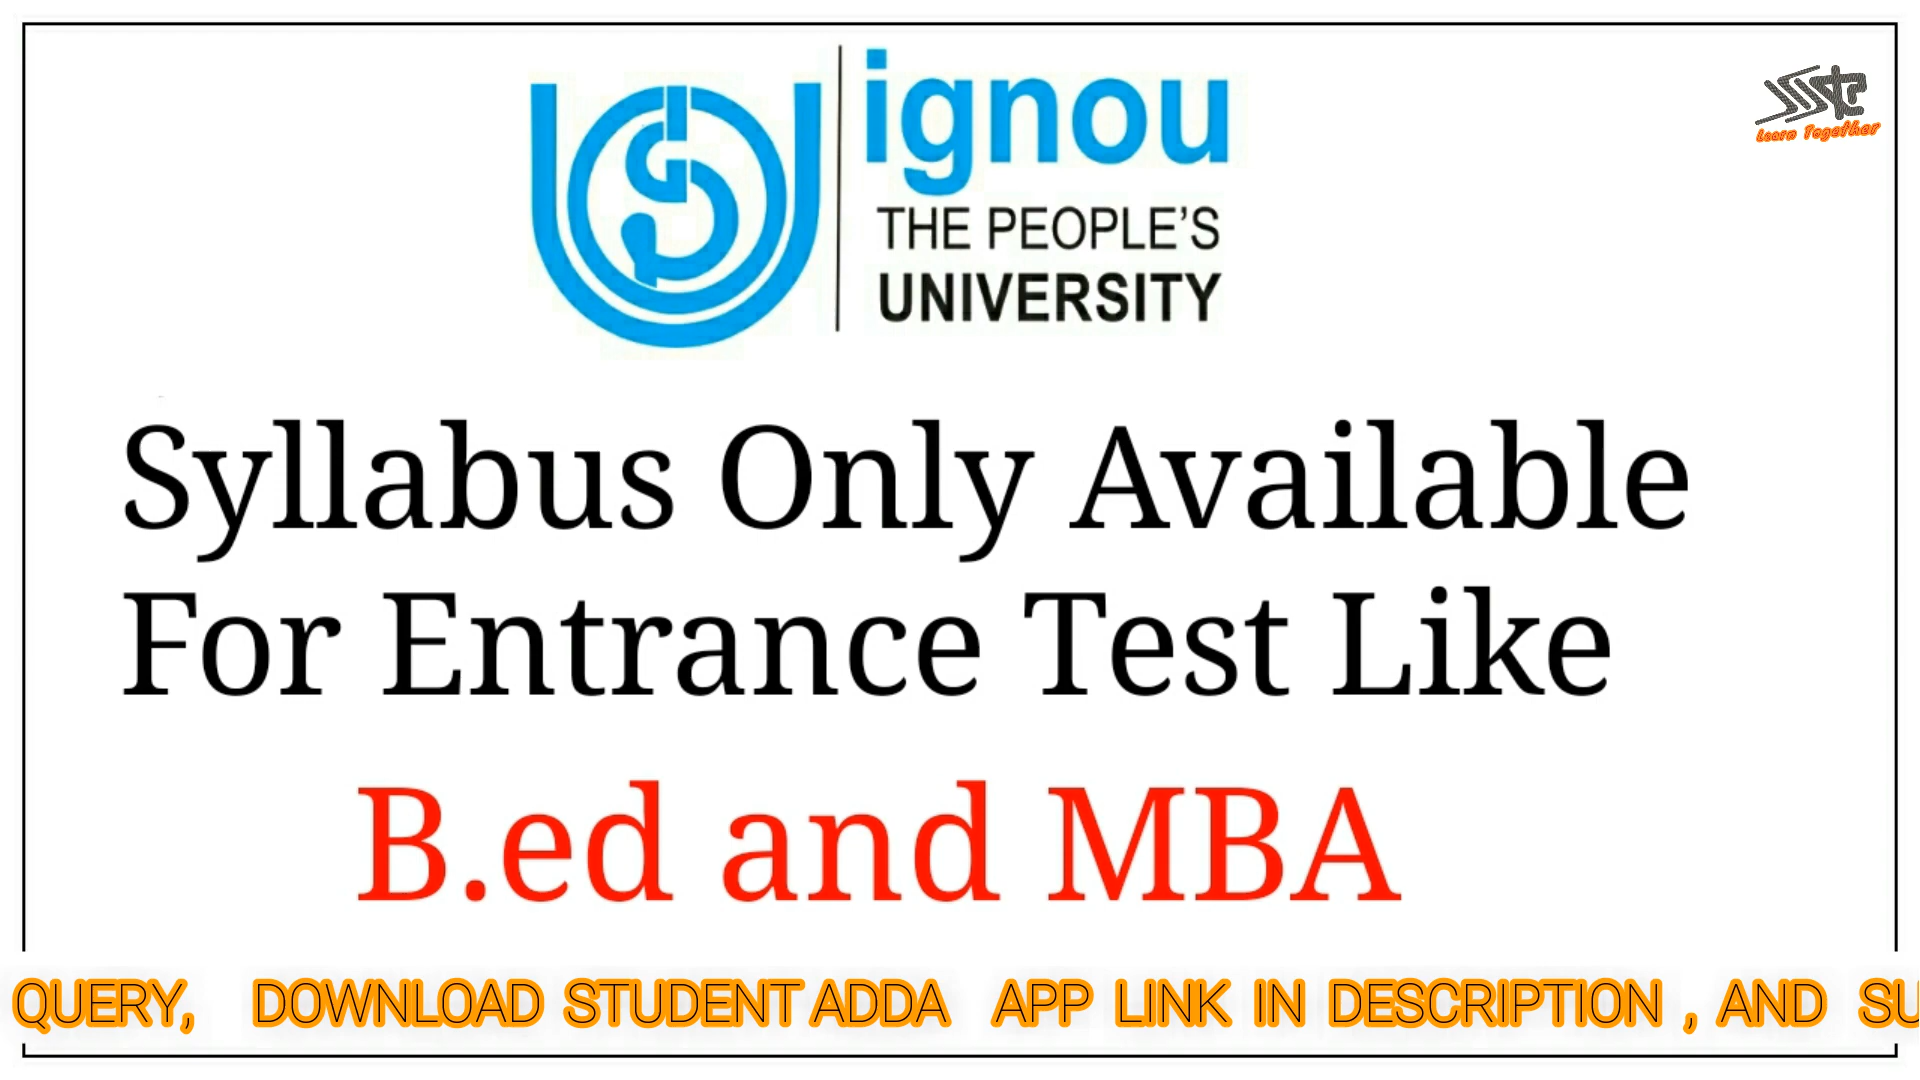 ignou
THE PEOPLE'S
UNIVERSITY
Learn Together
Syllabus Only Available
For Entrance Test Like
B.ed and MBA
QUERY, DOWNLOAD STUDENT ADDA APP LINK IN DESCRIPTION , AND SU